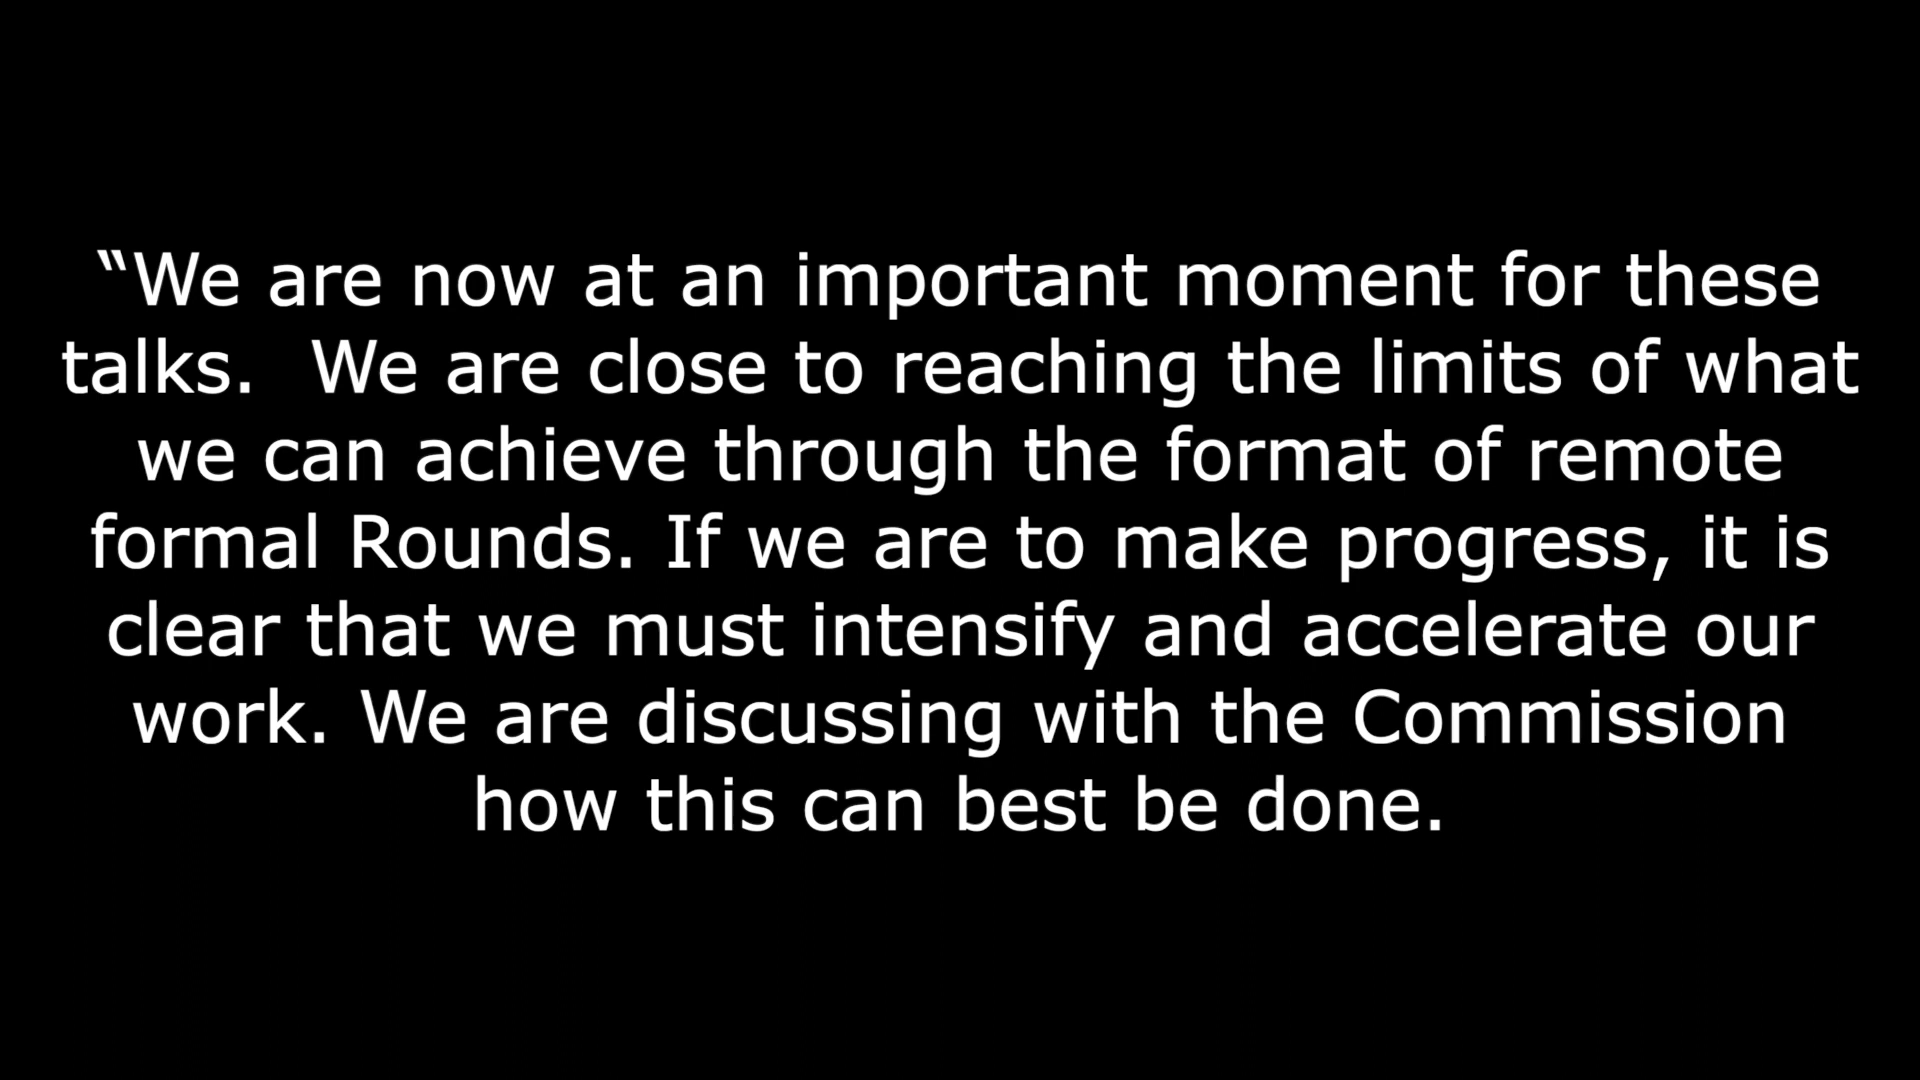 “We are now at an important moment for these
talks.  We are close to reaching the limits of what
we can achieve through the format of remote
formal Rounds. If we are to make progress, it is
clear that we must intensify and accelerate our
work. We are discussing with the Commission
how this can best be done.